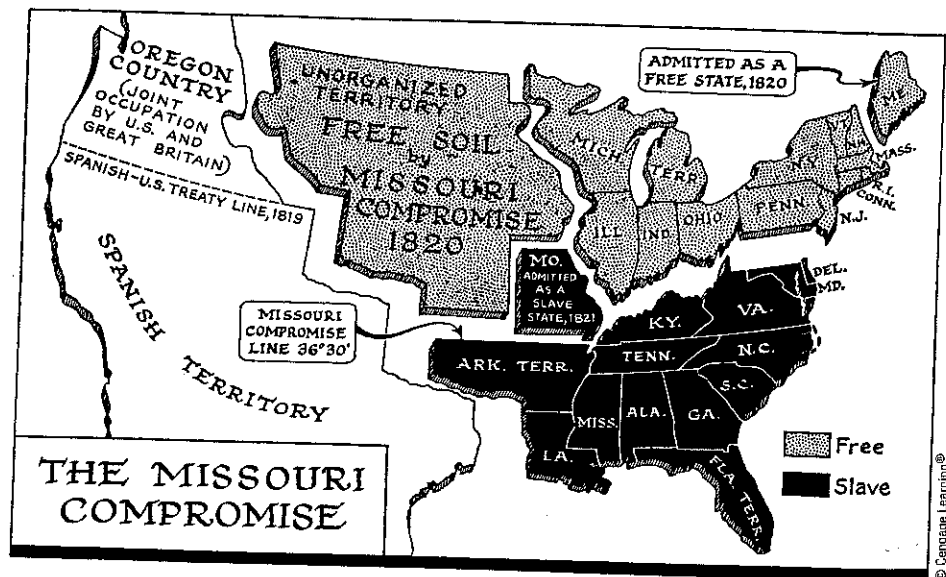 OREGON
COUNTRY
(JOINT
OCCUPATION
BY U.S. AND
GREAT BRITAIN)
SPANISH-U.S. TREATY LINE, 1819
SPANISH
TERRITORY
UNORGANIZED
TERRITORY
FREE SOIL
by
MISSOURI
COMPROMISE
1820
ADMITTED AS A
FREE STATE, 1820
ME.
VT.
N.H.
MASS.
R.I.
CONN.
N.Y.
N.J.
PENN.
MICH.
TERR.
ILL.
IND.
OHIO
MO.
ADMITTED
AS A
SLAVE
STATE, 1821
DEL.
MD.
VA.
KY.
MISSOURI
COMPROMISE
LINE 36°30'
ARK. TERR.
TENN.
N.C.
S.C.
MISS.
ALA.
GA.
LA.
FLA. TERR.
Free
Slave
THE MISSOURI
COMPROMISE
© Cengage Learning®